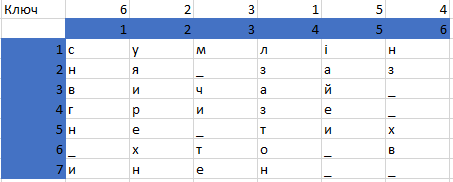 Ключ 6 2 3 1 5 4
1 2 3 4 5 6
1 с у м л і н
2 н я _ з а з
3 в и ч а й _
4 г р и з е _
5 н е _ т и х
6 _ х т о _ в
7 и н е н _ _